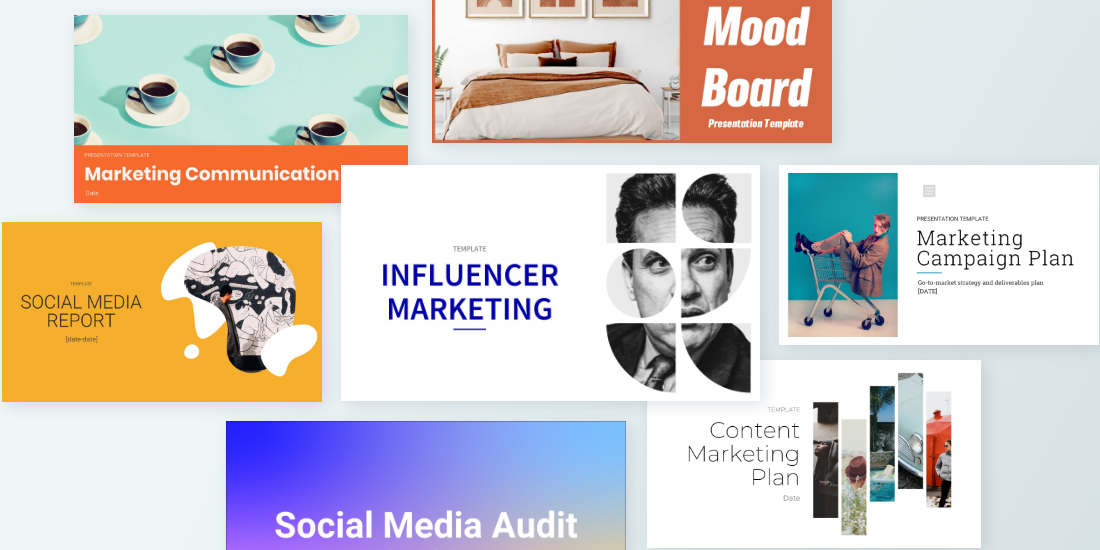 Mood
Board
Presentation Template
PRESENTATION TEMPLATE
Marketing Communication
Date
TEMPLATE
SOCIAL MEDIA
REPORT
[date-date]
TEMPLATE
INFLUENCER
MARKETING
PRESENTATION TEMPLATE
Marketing
Campaign Plan
Go-to-market strategy and deliverables plan
[DATE]
TEMPLATE
Content
Marketing
Plan
Date
Social Media Audit